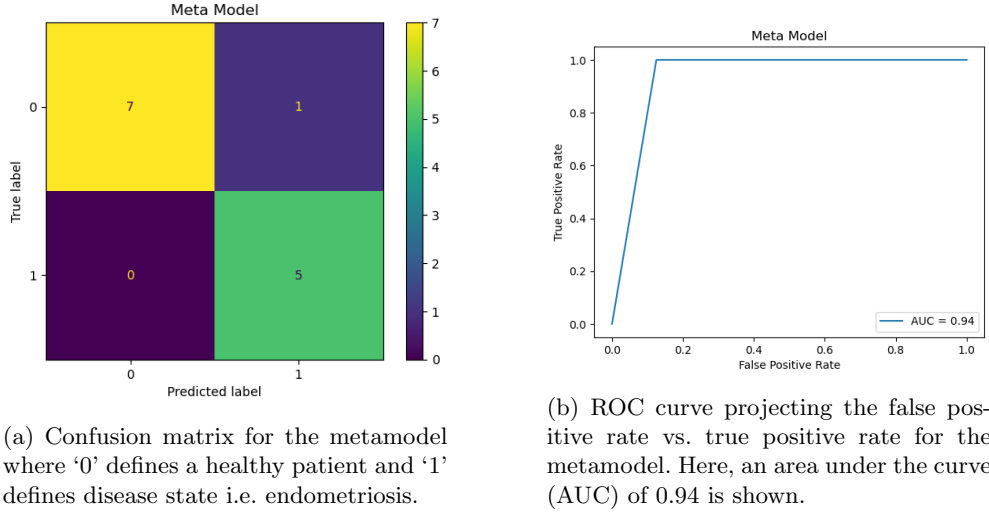 Meta Model
0
7
1
7
6
5
4
3
2
1
0
True label
1
0
5
0
1
Predicted label
(a) Confusion matrix for the metamodel
where ‘0’ defines a healthy patient and ‘1’
defines disease state i.e. endometriosis.
Meta Model
1.0
0.8
0.6
0.4
0.2
0.0
True Positive Rate
AUC = 0.94
0.0
0.2
0.4
0.6
0.8
1.0
False Positive Rate
(b) ROC curve projecting the false pos-
itive rate vs. true positive rate for the
metamodel. Here, an area under the curve
(AUC) of 0.94 is shown.